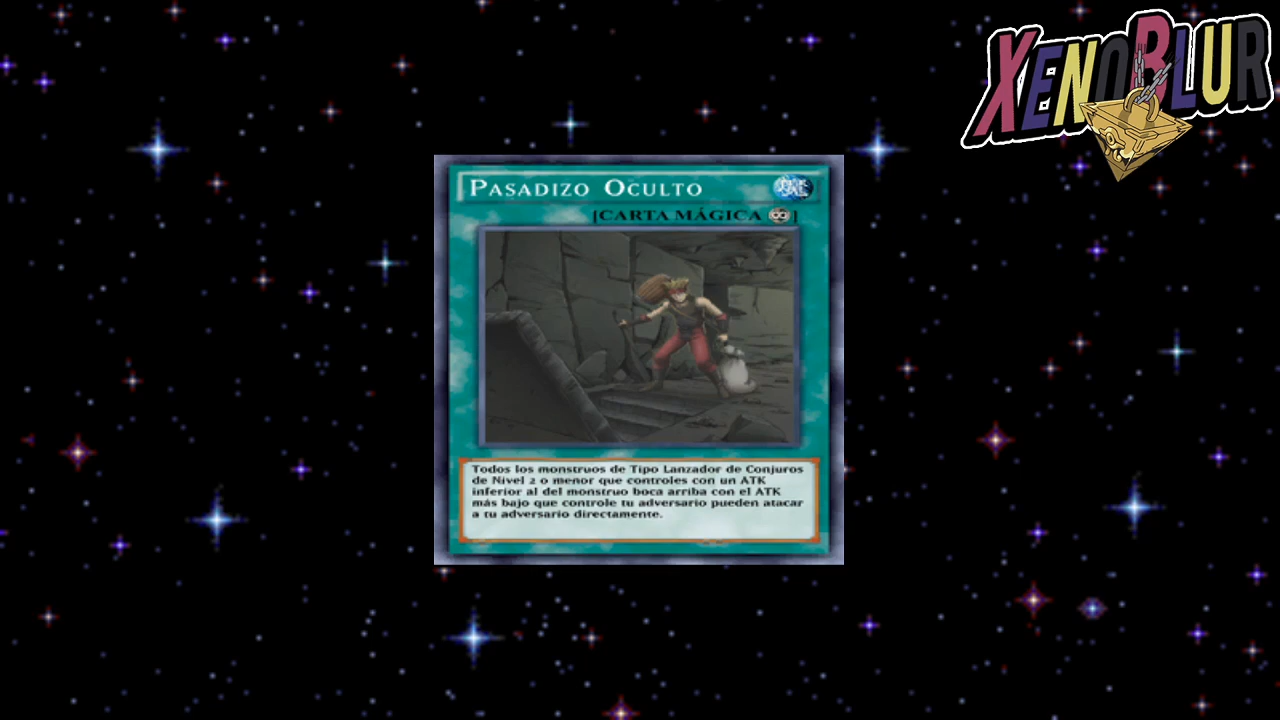 XENOBLUR
PASADIZO OCULTO
[CARTA MÁGICA]
Todos los monstruos de Tipo Lanzador de Conjuros
de Nivel 2 o menor que controles con un ATK
inferior al del monstruo boca arriba con el ATK
más bajo que controle tu adversario pueden atacar
a tu adversario directamente.